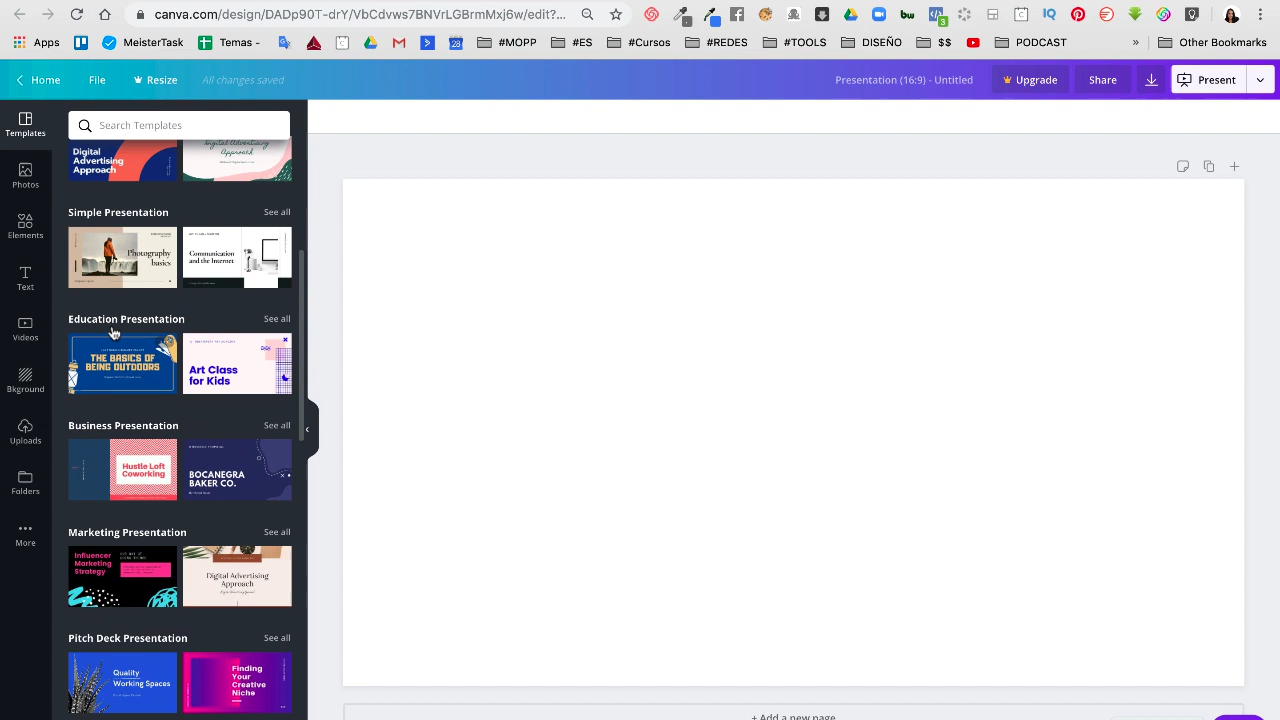 canva.com/design/DADp90T-drY/VbCdvws7BNVrLGBrmMxj6w/edit?...
Apps
MeisterTask
Temas -
28
#MOPP
#ES
Cursos
#REDES
#TOOLS
DISEÑO
$$
PODCAST
»
Other Bookmarks
Home
File
Resize
All changes saved
Presentation (16:9) - Untitled
Upgrade
Share
Present
Templates
Photos
Elements
Text
Videos
Bkground
Uploads
Folders
More
Search Templates
Digital
Advertising
Approach
Digital Advertising
Approach
Simple Presentation
See all
Photography
basics
Communication
and the Internet
Education Presentation
See all
THE BASICS OF
BEING OUTDOORS
Art Class
for Kids
Business Presentation
See all
Hustle Loft
Coworking
BOCANEGRA
BAKER CO.
Marketing Presentation
See all
Influencer
Marketing
Strategy
Digital Advertising
Approach
Pitch Deck Presentation
See all
Quality
Working Spaces
Finding
Your
Creative
Niche
+ Add a new page